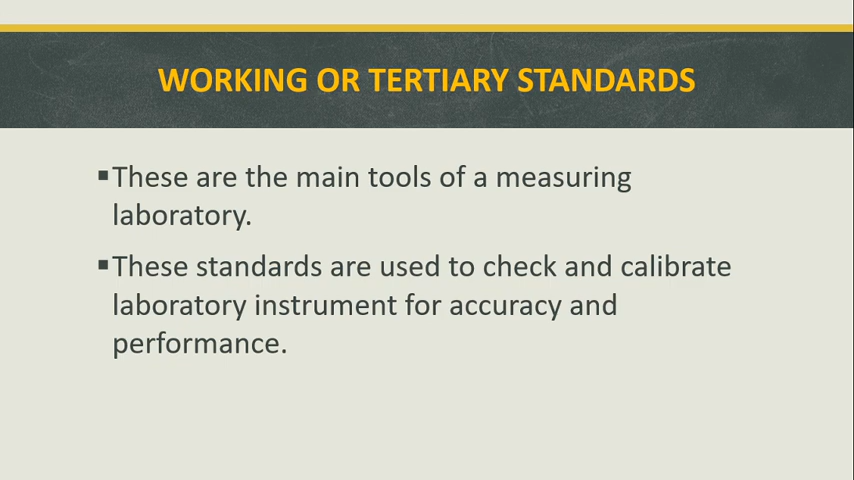 WORKING OR TERTIARY STANDARDS
▪These are the main tools of a measuring
laboratory.
▪These standards are used to check and calibrate
laboratory instrument for accuracy and
performance.